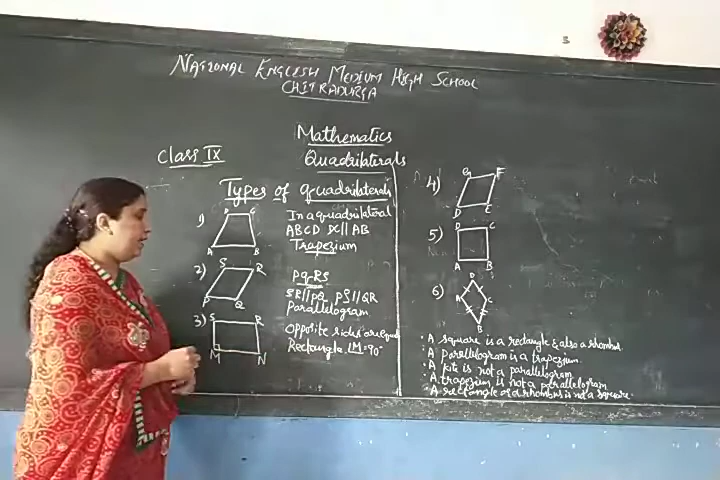 NATIONAL ENGLISH MEDIUM HIGH SCHOOL
CHITRADURGA
Mathematics
Class IX
Quadrilaterals
Types of quadrilaterals
1)
D C
A B
In a quadrilateral
ABCD DC || AB
Trapezium
2)
S R
P Q
PQRS
SR || PQ PS || QR
Parallelogram
3)
S R
M N
Opposite sides are equal
Rectangle. ∟M=90°
4)
G F
D E
5)
D C
A B
6)
D
A C
B
· A square is a rectangle & also a rhombus.
· A parellelogram is a trapezium.
· A kite is not a parallelogram
· A trapezium is not a parallelogram
· A rectangle or a rhombus is not a square.